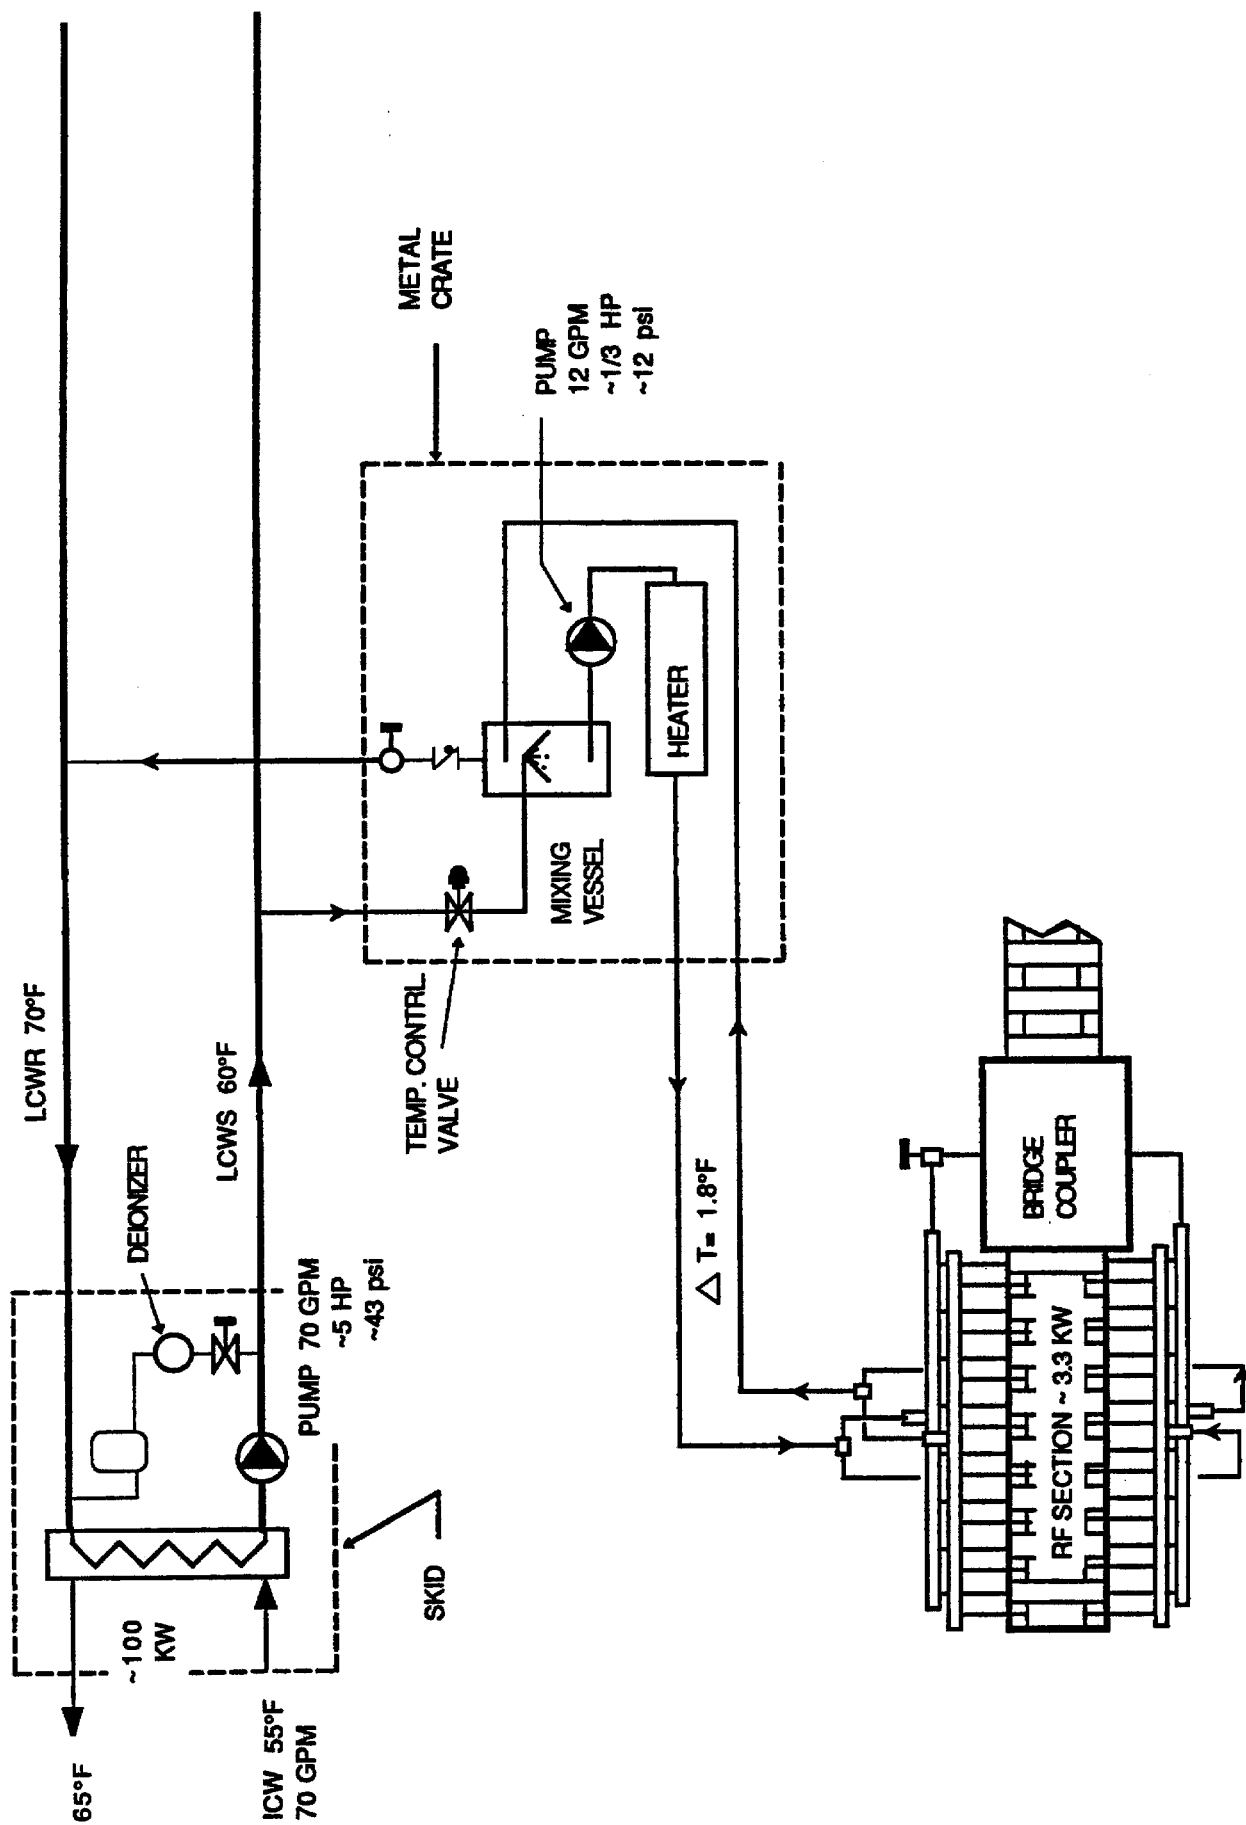 LCWR 70°F
LCWS 60°F
DEIONIZER
65°F
~100
KW
ICW 55°F
70 GPM
PUMP 70 GPM
~5 HP
~43 psi
SKID
METAL
CRATE
PUMP
12 GPM
~1/3 HP
~12 psi
TEMP. CONTRL.
VALVE
MIXING
VESSEL
HEATER
△ T= 1.8°F
BRIDGE
COUPLER
RF SECTION ~ 3.3 KW